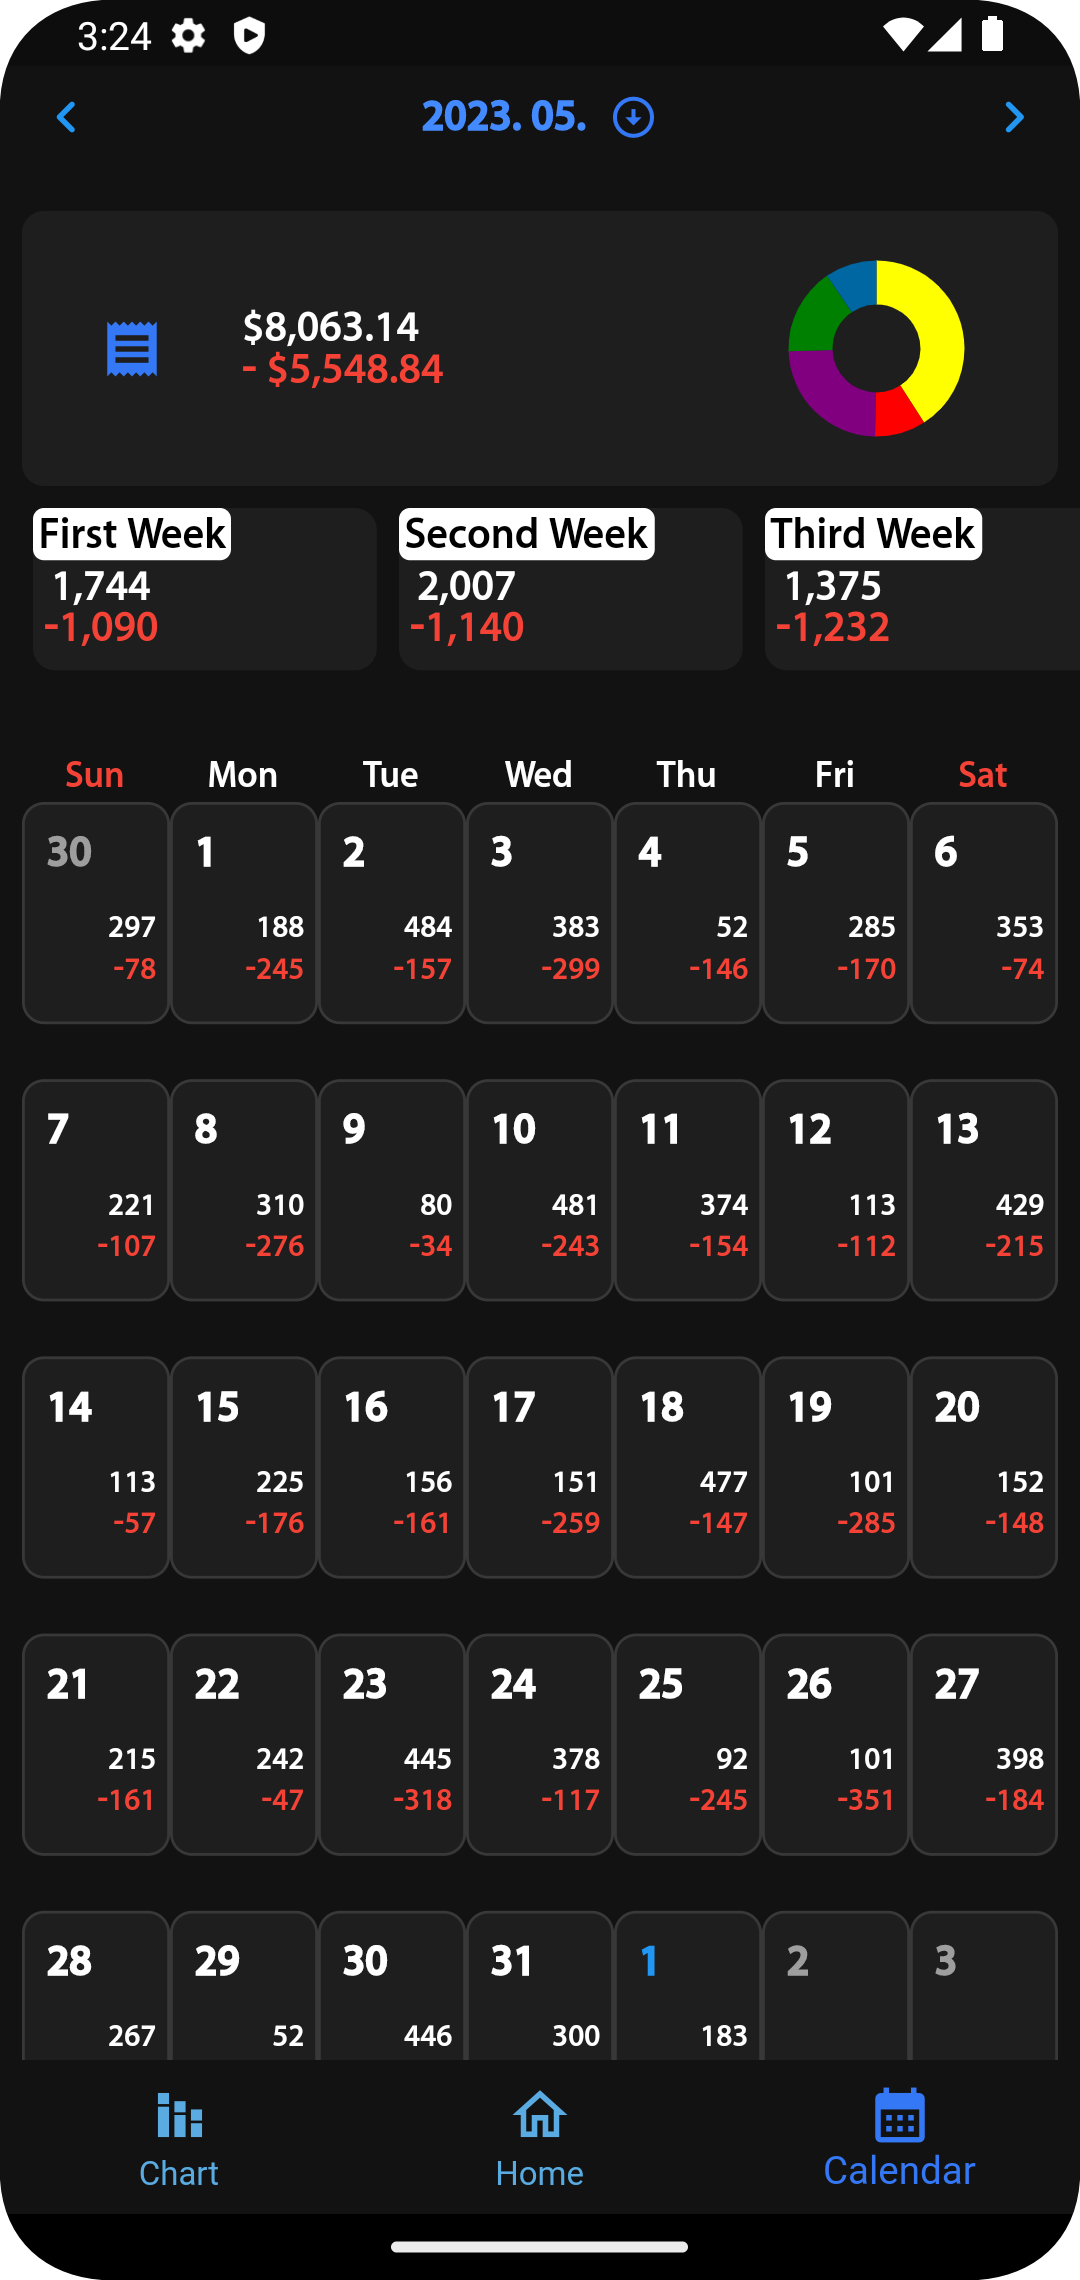 3:24
2023. 05.
$8,063.14
- $5,548.84
First Week Second Week Third Week
1,744 2,007 1,375
-1,090 -1,140 -1,232
Sun Mon Tue Wed Thu Fri Sat
30 1 2 3 4 5 6
297 188 484 383 52 285 353
-78 -245 -157 -299 -146 -170 -74
7 8 9 10 11 12 13
221 310 80 481 374 113 429
-107 -276 -34 -243 -154 -112 -215
14 15 16 17 18 19 20
113 225 156 151 477 101 152
-57 -176 -161 -259 -147 -285 -148
21 22 23 24 25 26 27
215 242 445 378 92 101 398
-161 -47 -318 -117 -245 -351 -184
28 29 30 31 1 2 3
267 52 446 300 183
Chart Home Calendar